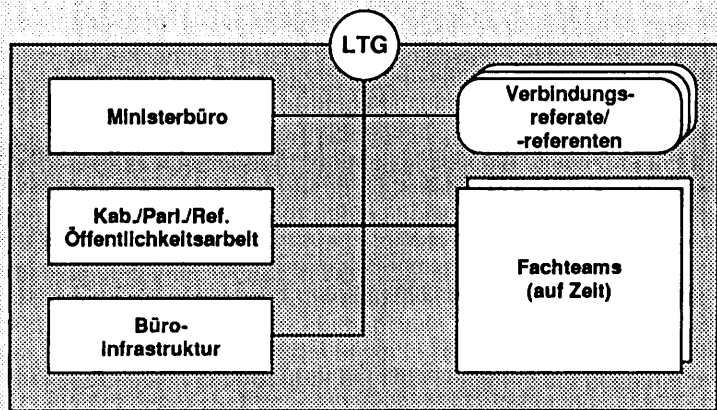 LTG
Ministerbüro
Verbindungs-
referate/
-referenten
Kab./Parl./Ref.
Öffentlichkeitsarbeit
Fachteams
(auf Zeit)
Büro-
infrastruktur